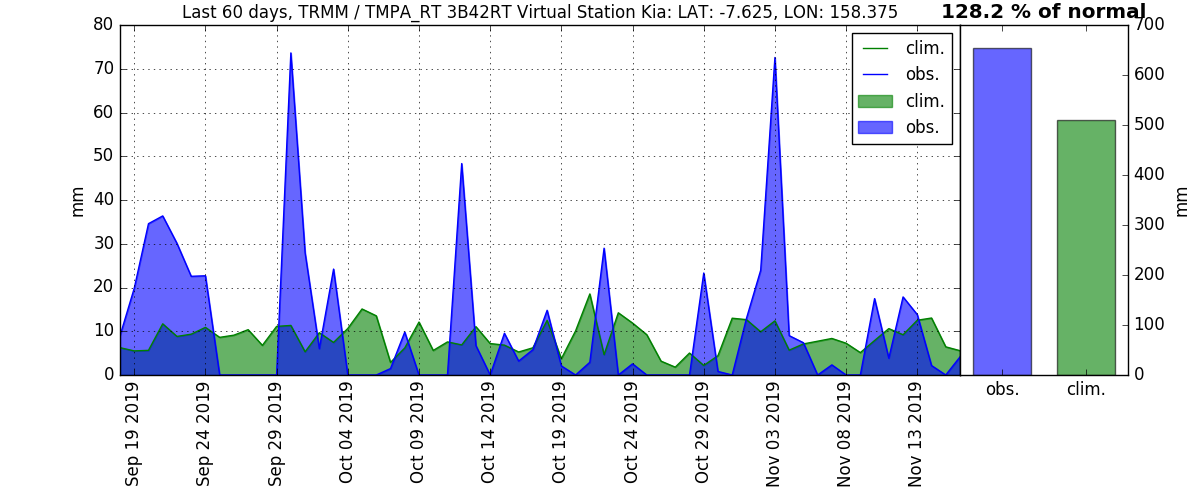 Last 60 days, TRMM / TMPA_RT 3B42RT Virtual Station Kia: LAT: -7.625, LON: 158.375
128.2 % of normal
80
70
60
50
40
30
20
10
0
mm
clim.
obs.
clim.
obs.
700
600
500
400
300
200
100
0
mm
obs.
clim.
Sep 19 2019
Sep 24 2019
Sep 29 2019
Oct 04 2019
Oct 09 2019
Oct 14 2019
Oct 19 2019
Oct 24 2019
Oct 29 2019
Nov 03 2019
Nov 08 2019
Nov 13 2019